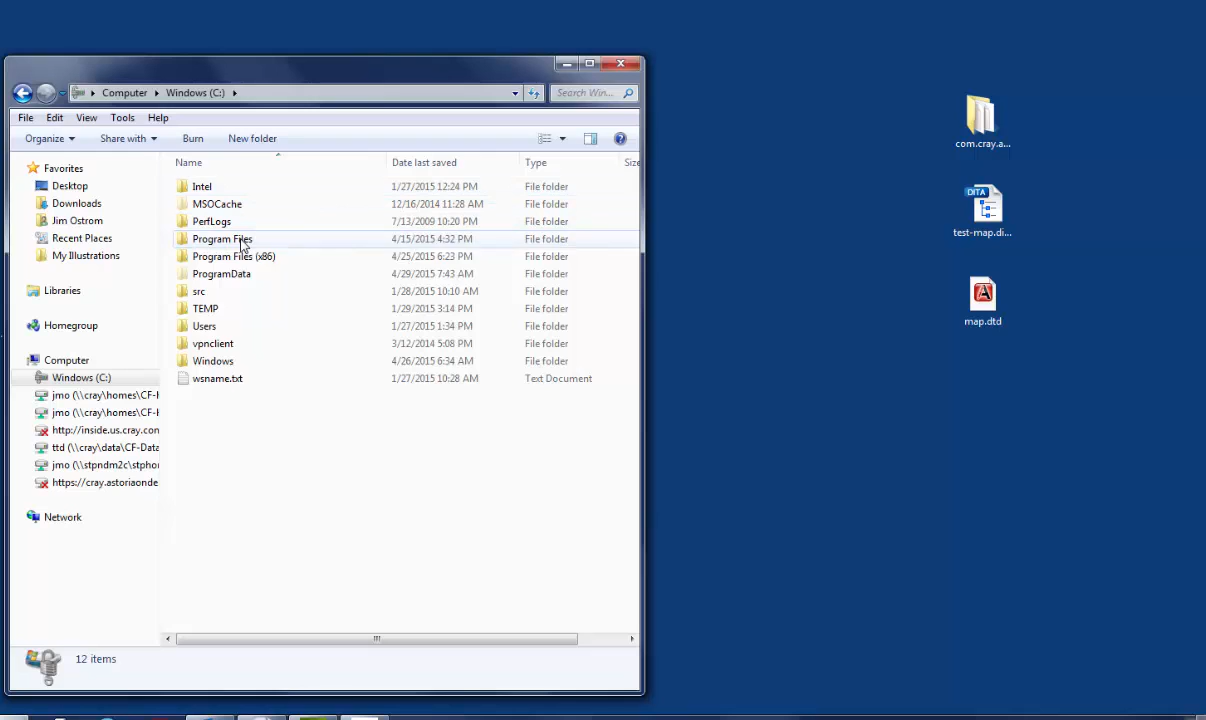 Computer Windows (C:) Search Win...
File Edit View Tools Help
Organize Share with Burn New folder
Name Date last saved Type Size
Favorites
Desktop
Downloads
Jim Ostrom
Recent Places
My Illustrations
Libraries
Homegroup
Computer
Windows (C:)
jmo (\\cray\homes\CF-H
jmo (\\cray\homes\CF-H
http://inside.us.cray.con
ttd (\\cray\data\CF-Data
jmo (\\stpndm2c\stphor
https://cray.astoriaonde
Network
Intel 1/27/2015 12:24 PM File folder
MSOCache 12/16/2014 11:28 AM File folder
PerfLogs 7/13/2009 10:20 PM File folder
Program Files 4/15/2015 4:32 PM File folder
Program Files (x86) 4/25/2015 6:23 PM File folder
ProgramData 4/29/2015 7:43 AM File folder
src 1/28/2015 10:10 AM File folder
TEMP 1/29/2015 3:14 PM File folder
Users 1/27/2015 1:34 PM File folder
vpnclient 3/12/2014 5:08 PM File folder
Windows 4/26/2015 6:34 AM File folder
wsname.txt 1/27/2015 10:28 AM Text Document
12 items
com.cray.a...
DITA
test-map.di...
map.dtd